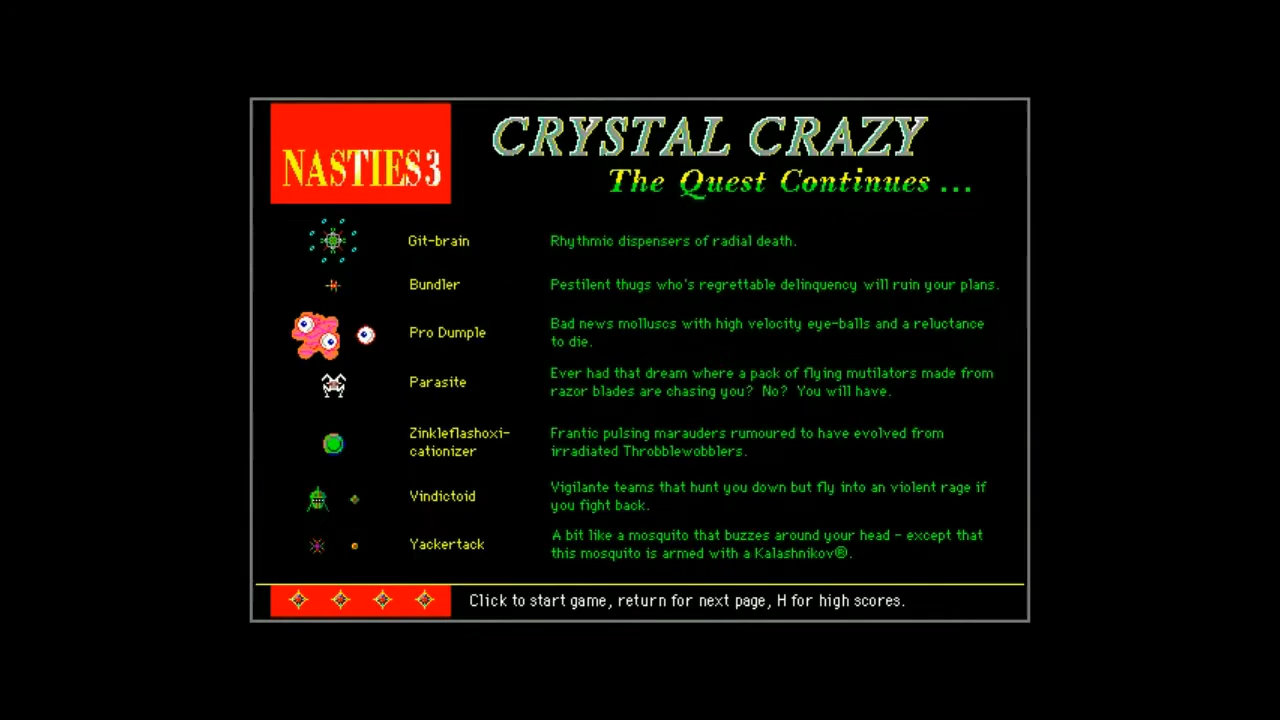 NASTIES 3
CRYSTAL CRAZY
The Quest Continues ...
Git-brain
Rhythmic dispensers of radial death.
Bundler
Pestilent thugs who's regrettable delinquency will ruin your plans.
Pro Dumple
Bad news molluscs with high velocity eye-balls and a reluctance
to die.
Parasite
Ever had that dream where a pack of flying mutilators made from
razor blades are chasing you? No? You will have.
Zinkleflashoxi-
cationizer
Frantic pulsing marauders rumoured to have evolved from
irradiated Throbblewobblers.
Vindictoid
Vigilante teams that hunt you down but fly into an violent rage if
you fight back.
Yackertack
A bit like a mosquito that buzzes around your head - except that
this mosquito is armed with a Kalashnikov®.
Click to start game, return for next page, H for high scores.